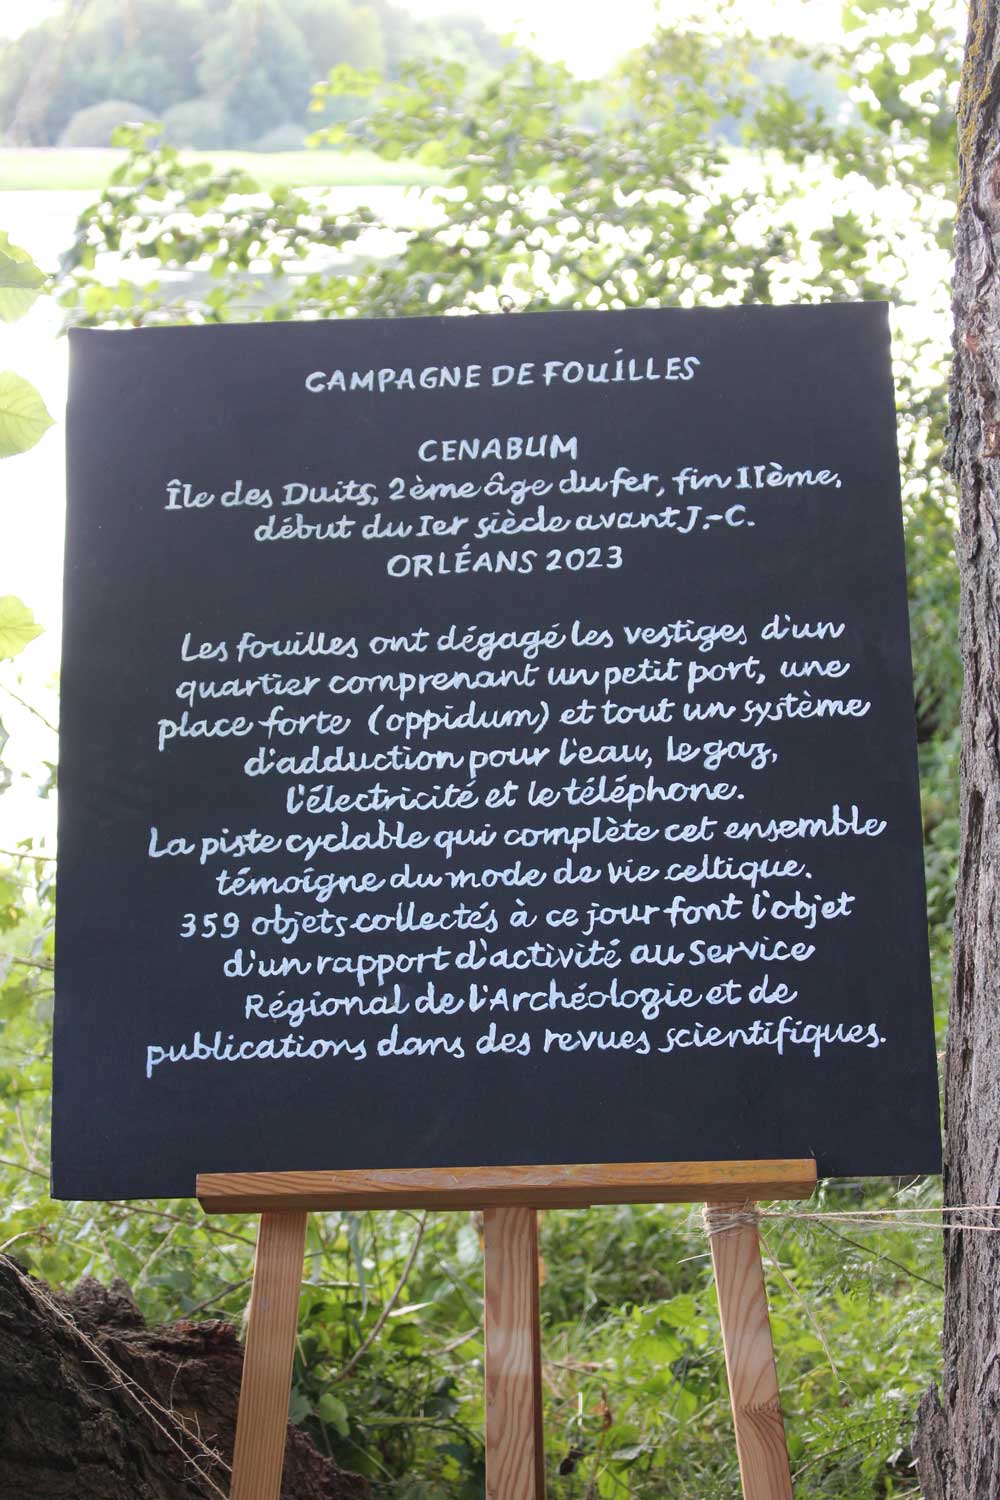 CAMPAGNE DE FOUILLES
CENABUM
Île des Duits, 2ème âge du fer, fin IIème,
début du Ier siècle avant J.-C.
ORLÉANS 2023
Les fouilles ont dégagé les vestiges d'un
quartier comprenant un petit port, une
place forte (oppidum) et tout un système
d'adduction pour l'eau, le gaz,
l'électricité et le téléphone.
La piste cyclable qui complète cet ensemble
témoigne du mode de vie celtique.
359 objets collectés à ce jour font l'objet
d'un rapport d'activité au Service
Régional de l'Archéologie et de
publications dans des revues scientifiques.